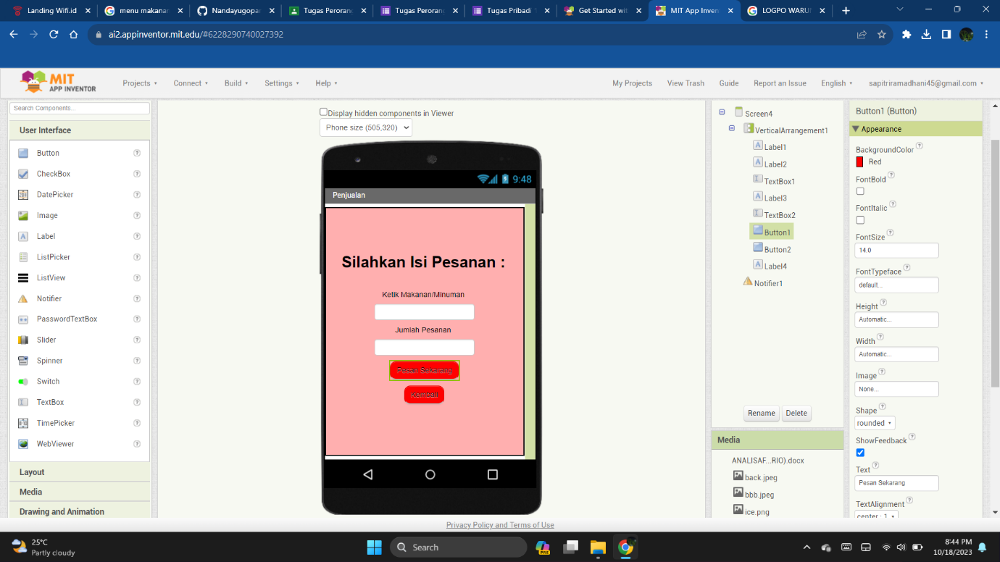 Landing Wifi.id
menu makanan
Nandayugopan
Tugas Perorang
Tugas Perorang
Tugas Pribadi 1
Get Started wit
MIT App Inven
LOGPO WARUN
ai2.appinventor.mit.edu/#6228290740027392
MIT
APP INVENTOR
Projects
Connect
Build
Settings
Help
My Projects
View Trash
Guide
Report an Issue
English
sapitriramadhani45@gmail.com
Search Components...
User Interface
Button
CheckBox
DatePicker
Image
Label
ListPicker
ListView
Notifier
PasswordTextBox
Slider
Spinner
Switch
TextBox
TimePicker
WebViewer
Layout
Media
Drawing and Animation
Display hidden components in Viewer
Phone size (505,320)
9:48
Penjualan
Silahkan Isi Pesanan :
Ketik Makanan/Minuman
Jumlah Pesanan
Pesan Sekarang
Kembali
Screen4
VerticalArrangement1
Label1
Label2
TextBox1
Label3
TextBox2
Button1
Button2
Label4
Notifier1
Rename
Delete
Media
ANALISAF...RIO).docx
back.jpeg
bbb.jpeg
ice.png
Button1 (Button)
Appearance
BackgroundColor
Red
FontBold
FontItalic
FontSize
14.0
FontTypeface
default...
Height
Automatic...
Width
Automatic...
Image
None...
Shape
rounded
ShowFeedback
Text
Pesan Sekarang
TextAlignment
center : 1
Privacy Policy and Terms of Use
25°C
Partly cloudy
Search
8:44 PM
10/18/2023